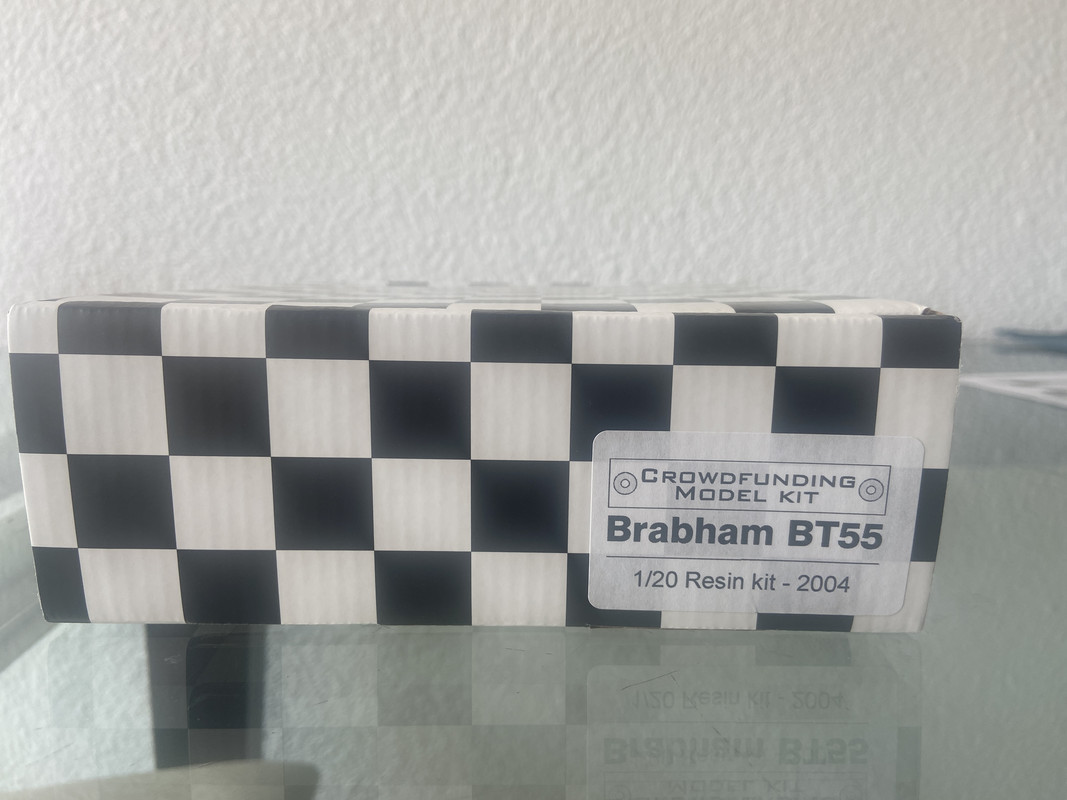 CROWDFUNDING
MODEL KIT
Brabham BT55
1/20 Resin kit - 2004